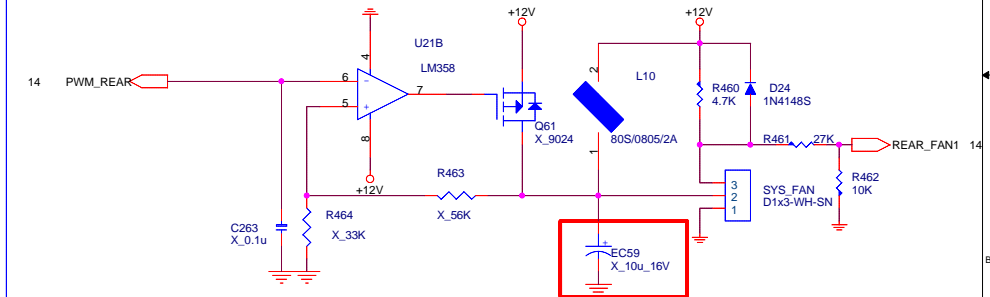 +12V
+12V
U21B
LM358
4
14
PWM_REAR
6
-
5
+
7
8
+12V
Q61
X_9024
2
L10
80S/0805/2A
1
R460
4.7K
D24
1N4148S
R461
27K
REAR_FAN1
14
R462
10K
3
2
1
SYS_FAN
D1x3-WH-SN
R463
X_56K
C263
X_0.1u
R464
X_33K
+
EC59
X_10u_16V
B